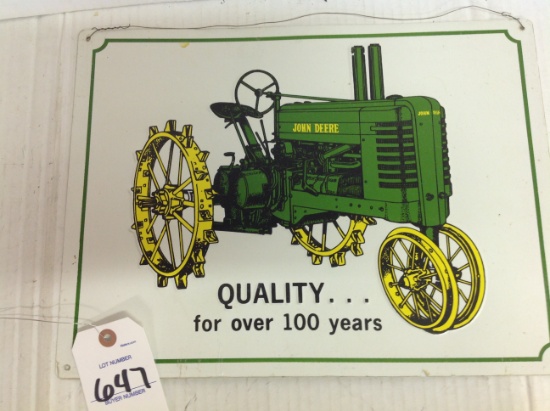 JOHN DEERE
QUALITY. . .
for over 100 years
LOT NUMBER
647
BUYER NUMBER